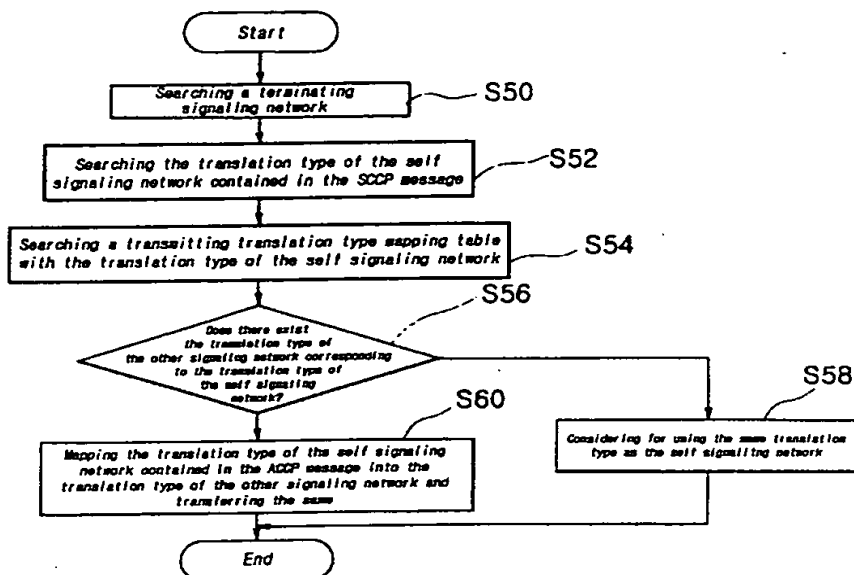 Start
Searching a terminating
signaling network
S50
Searching the translation type of the self
signaling network contained in the SCCP message
S52
Searching a transmitting translation type mapping table
with the translation type of the self signaling network
S54
Does there exist
the translation type of
the other signaling network corresponding
to the translation type of
the self signaling
network?
S56
S58
Considering for using the same translation
type as the self signaling network
S60
Mapping the translation type of the self signaling
network contained in the ACCP message into the
translation type of the other signaling network and
transferring the same
End